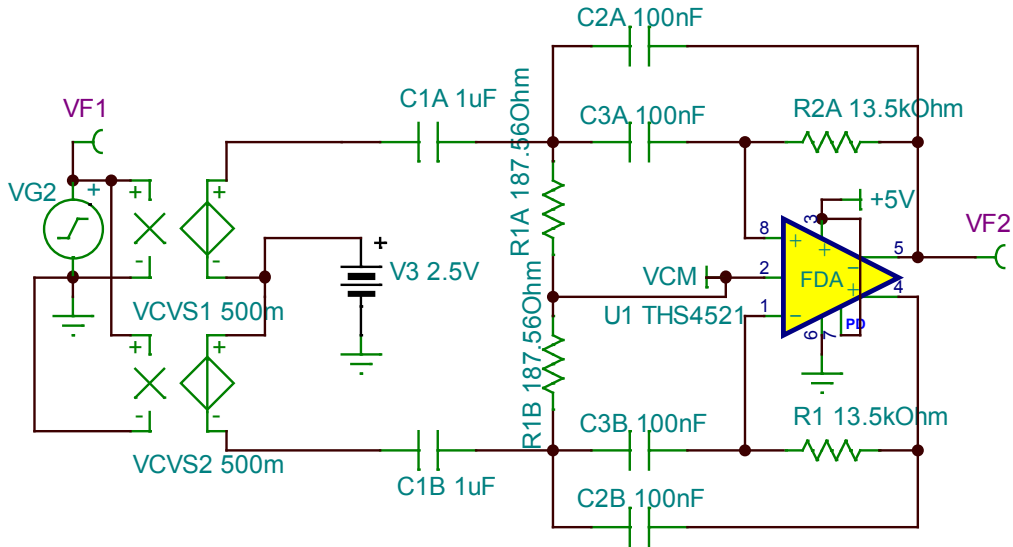 C2A 100nF
C1A 1uF
C3A 100nF
R2A 13.5kOhm
VF1
VG2
+
+
-
+
-
VCVS1 500m
+
V3 2.5V
R1A 187.56Ohm
VCM
U1 THS4521
8
2
1
+
-
FDA
+
-
+
3
+5V
5
4
PD
6
7
VF2
+
-
+
-
VCVS2 500m
R1B 187.56Ohm
C1B 1uF
C3B 100nF
R1 13.5kOhm
C2B 100nF